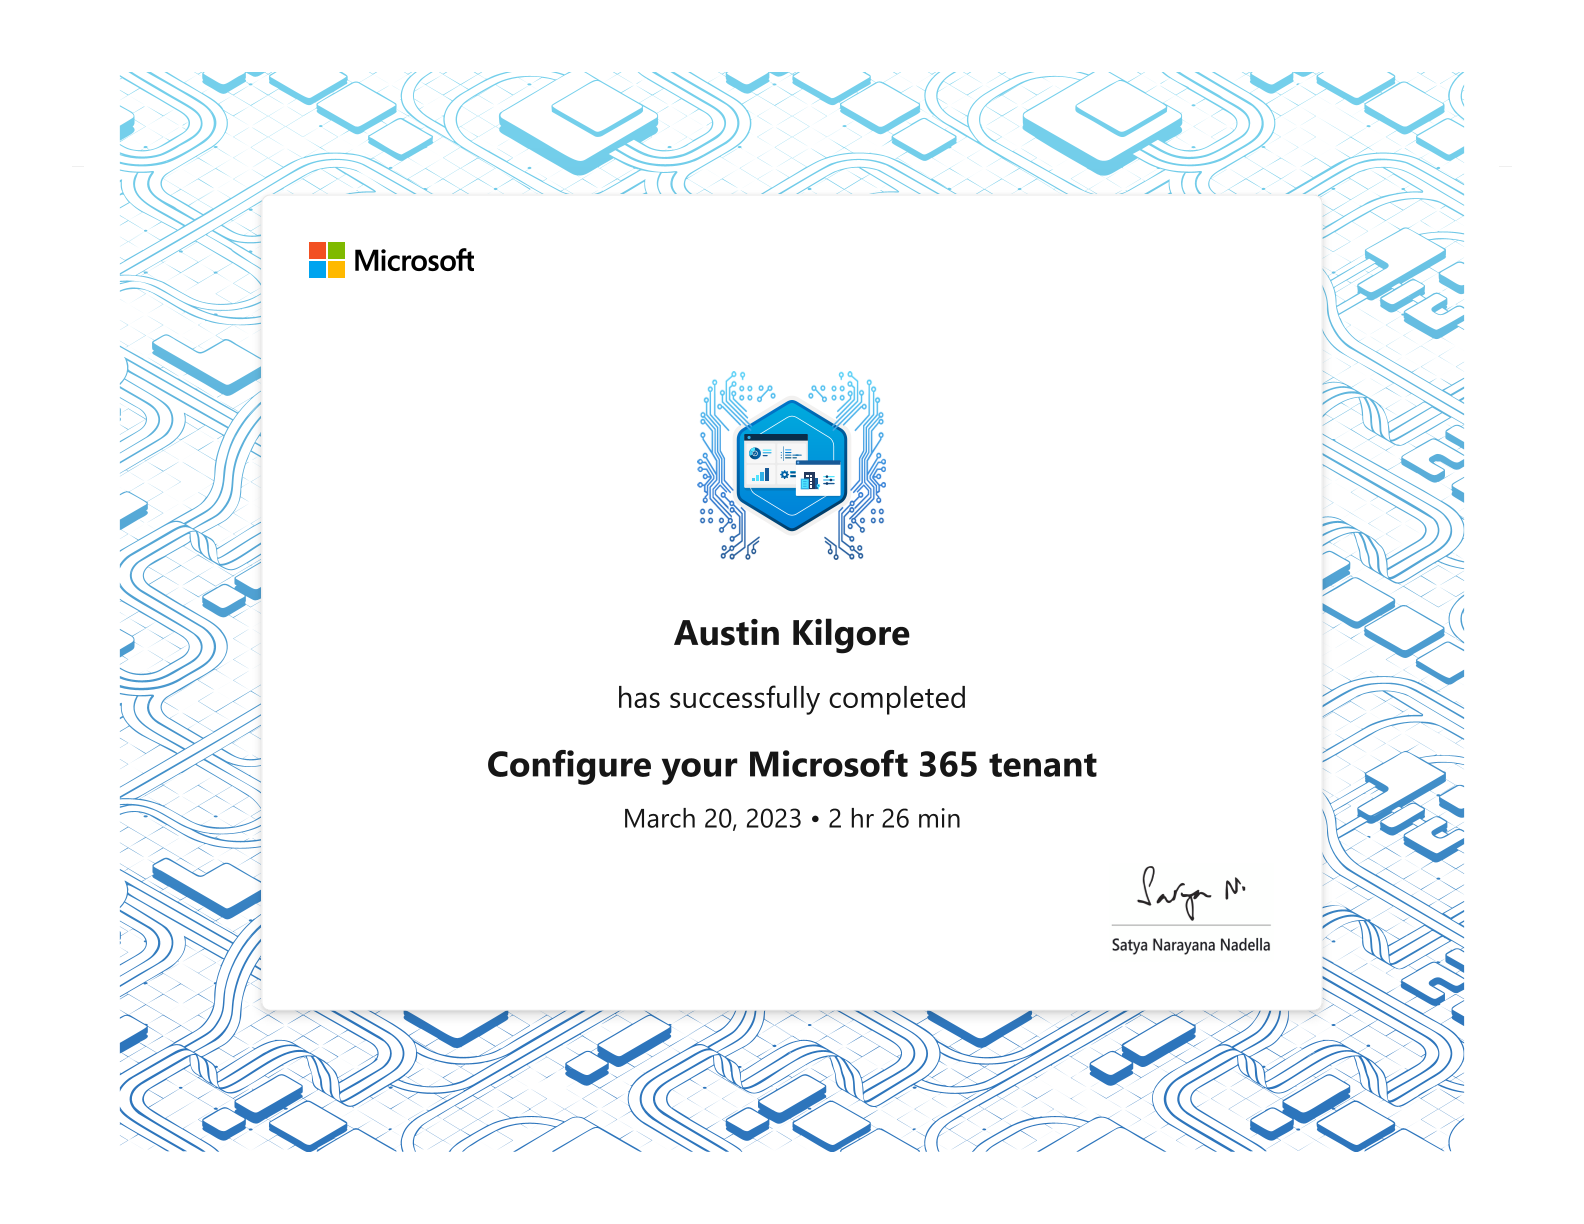 Microsoft
Austin Kilgore
has successfully completed
Configure your Microsoft 365 tenant
March 20, 2023 • 2 hr 26 min
Satya N.
Satya Narayana Nadella